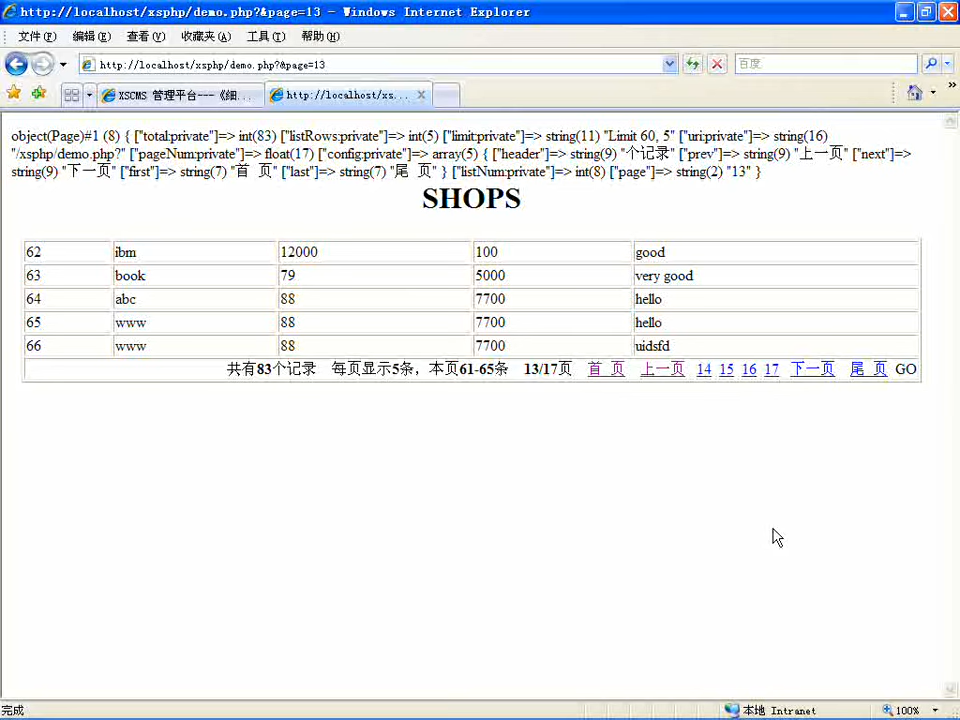 http://localhost/xsphp/demo.php?&page=13 - Windows Internet Explorer
文件(F) 编辑(E) 查看(V) 收藏夹(A) 工具(T) 帮助(H)
http://localhost/xsphp/demo.php?&page=13 百度
XSCMS 管理平台---《细... http://localhost/xs...
object(Page)#1 (8) { ["total:private"]=> int(83) ["listRows:private"]=> int(5) ["limit:private"]=> string(11) "Limit 60, 5" ["uri:private"]=> string(16)
"/xsphp/demo.php?" ["pageNum:private"]=> float(17) ["config:private"]=> array(5) { ["header"]=> string(9) "个记录" ["prev"]=> string(9) "上一页" ["next"]=>
string(9) "下一页" ["first"]=> string(7) "首 页" ["last"]=> string(7) "尾 页" } ["listNum:private"]=> int(8) ["page"]=> string(2) "13" }
SHOPS
62 ibm 12000 100 good
63 book 79 5000 very good
64 abc 88 7700 hello
65 www 88 7700 hello
66 www 88 7700 uidsfd
共有83个记录 每页显示5条，本页61-65条 13/17页 首 页 上一页 14 15 16 17 下一页 尾 页 GO
完成 本地 Intranet 100%